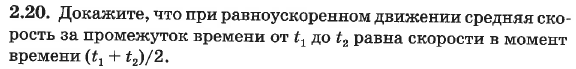 2.20. Докажите, что при равноускоренном движении средняя ско-
рость за промежуток времени от t₁ до t₂ равна скорости в момент
времени (t₁ + t₂)/2.